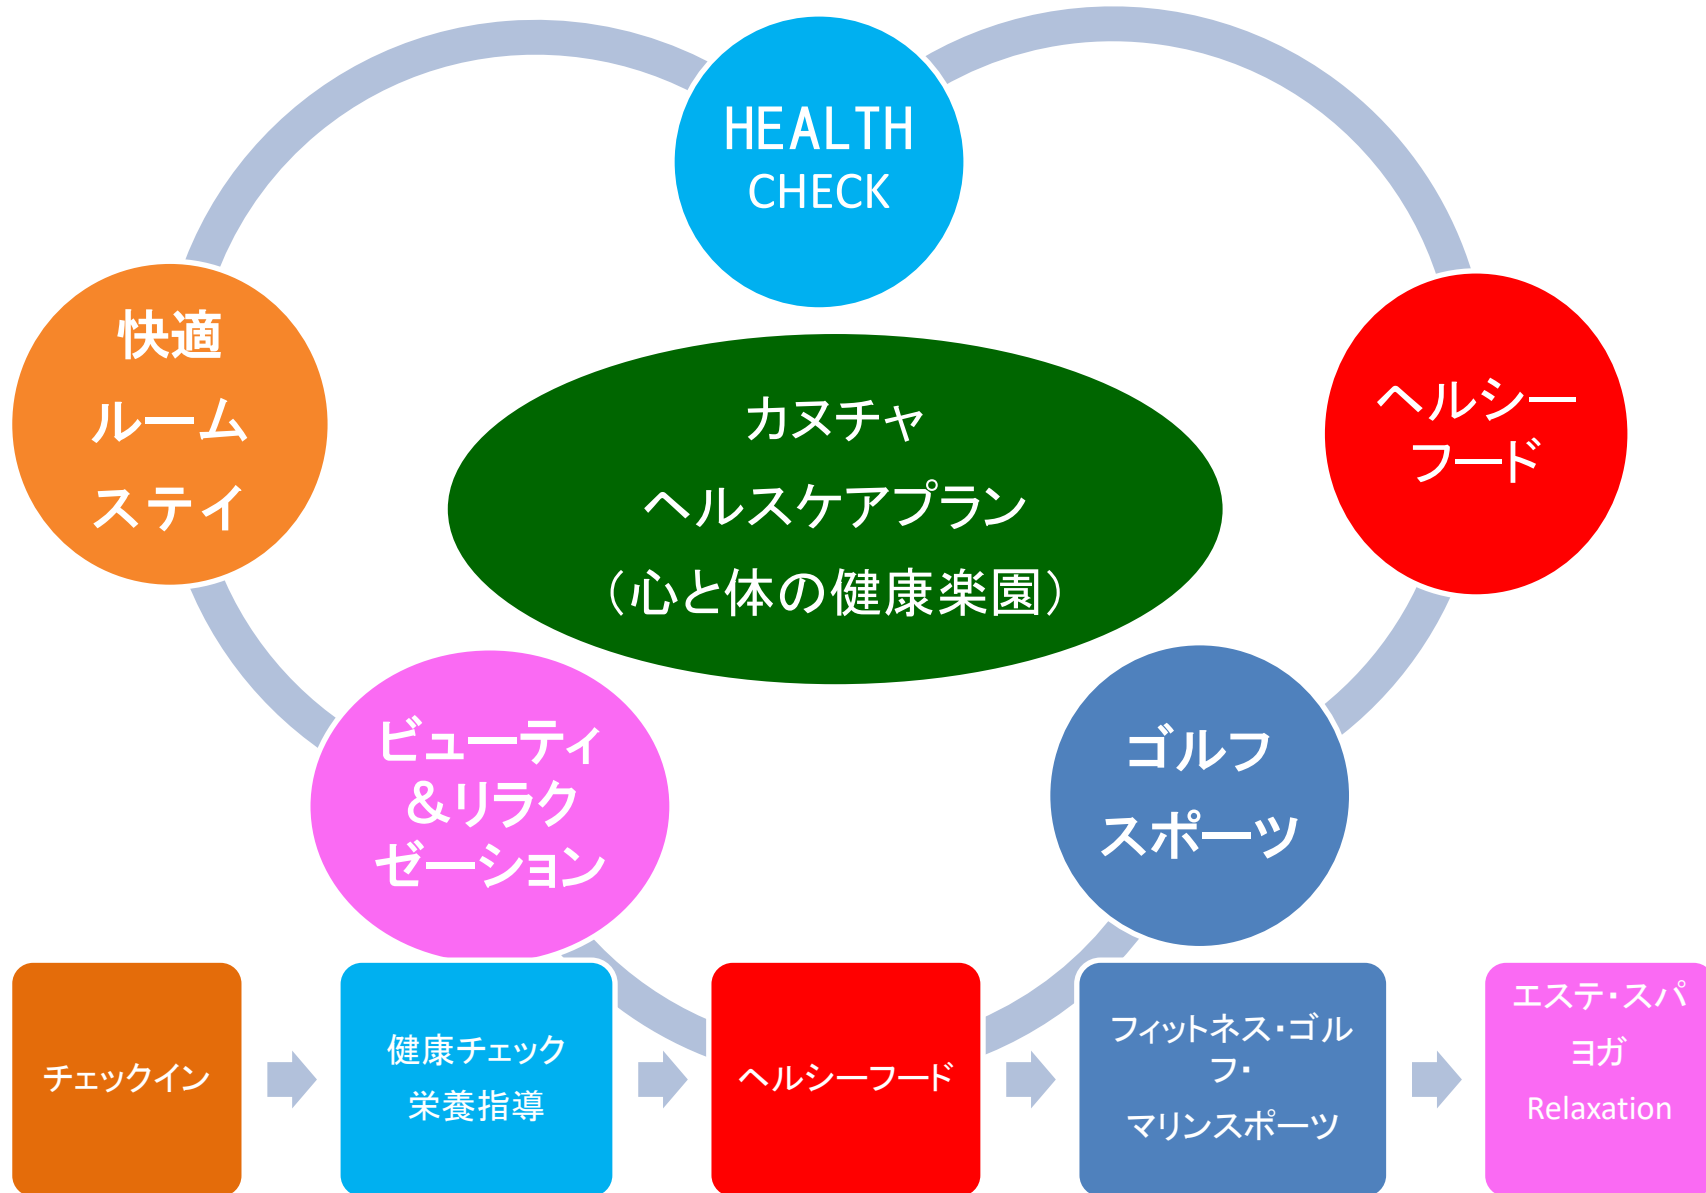 HEALTH
CHECK
快適
ルーム
ステイ
ヘルシー
フード
カヌチャ
ヘルスケアプラン
（心と体の健康楽園）
ビューティ
＆リラク
ゼーション
ゴルフ
スポーツ
チェックイン
健康チェック
栄養指導
ヘルシーフード
フィットネス・ゴル
フ・
マリンスポーツ
エステ・スパ
ヨガ
Relaxation